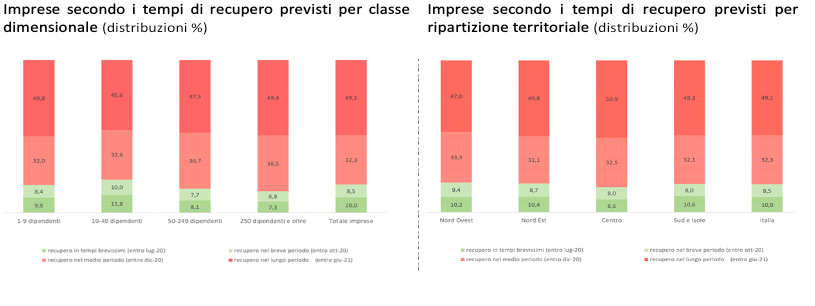 Imprese secondo i tempi di recupero previsti per classe
dimensionale (distribuzioni %)
49,8 45,6 47,5 49,4 49,1
32,0 32,6 36,7 36,5 32,3
8,4 10,0 7,7 6,8 8,5
9,9 11,8 8,1 7,3 10,0
1-9 dipendenti 10-49 dipendenti 50-249 dipendenti 250 dipendenti e oltre Totale imprese
recupero in tempi brevissimi (entro lug-20) recupero nel breve periodo (entro ott-20)
recupero nel medio periodo (entro dic-20) recupero nel lungo periodo (entro giu-21)
Imprese secondo i tempi di recupero previsti per
ripartizione territoriale (distribuzioni %)
47,0 49,8 50,9 49,3 49,1
33,3 31,1 32,5 32,1 32,3
9,4 8,7 8,0 8,0 8,5
10,2 10,4 8,6 10,6 10,0
Nord Ovest Nord Est Centro Sud e Isole Italia
recupero in tempi brevissimi (entro lug-20) recupero nel breve periodo (entro ott-20)
recupero nel medio periodo (entro dic-20) recupero nel lungo periodo (entro giu-21)